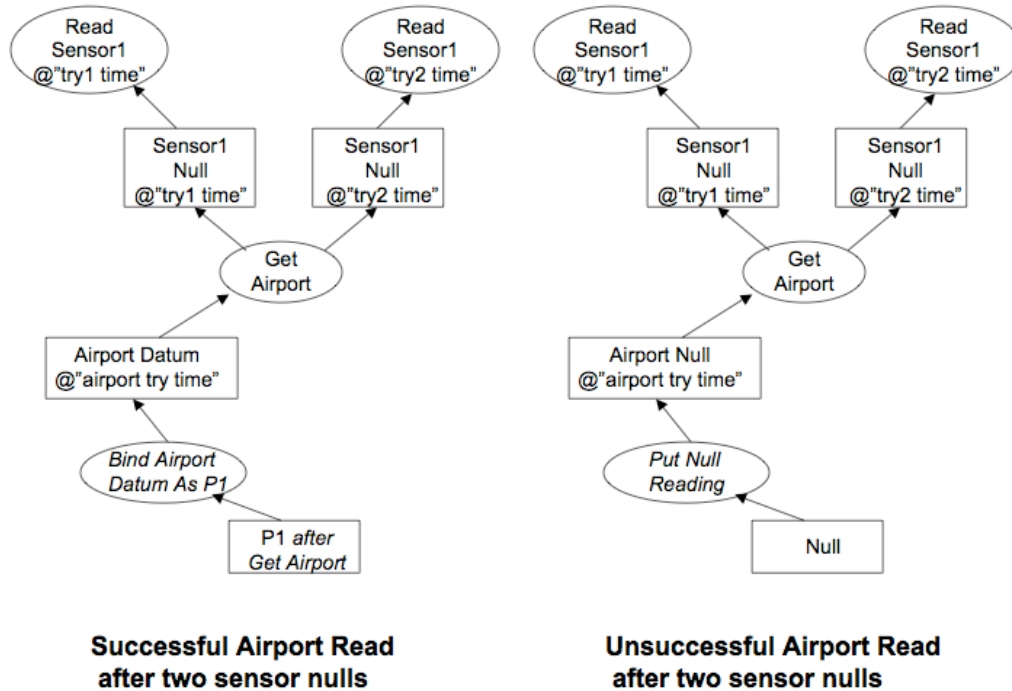 Read
Sensor1
@"try1 time"
Read
Sensor1
@"try2 time"
Sensor1
Null
@"try1 time"
Sensor1
Null
@"try2 time"
Get
Airport
Airport Datum
@"airport try time"
Bind Airport
Datum As P1
P1 after
Get Airport
Successful Airport Read
after two sensor nulls
Read
Sensor1
@"try1 time"
Read
Sensor1
@"try2 time"
Sensor1
Null
@"try1 time"
Sensor1
Null
@"try2 time"
Get
Airport
Airport Null
@"airport try time"
Put Null
Reading
Null
Unsuccessful Airport Read
after two sensor nulls